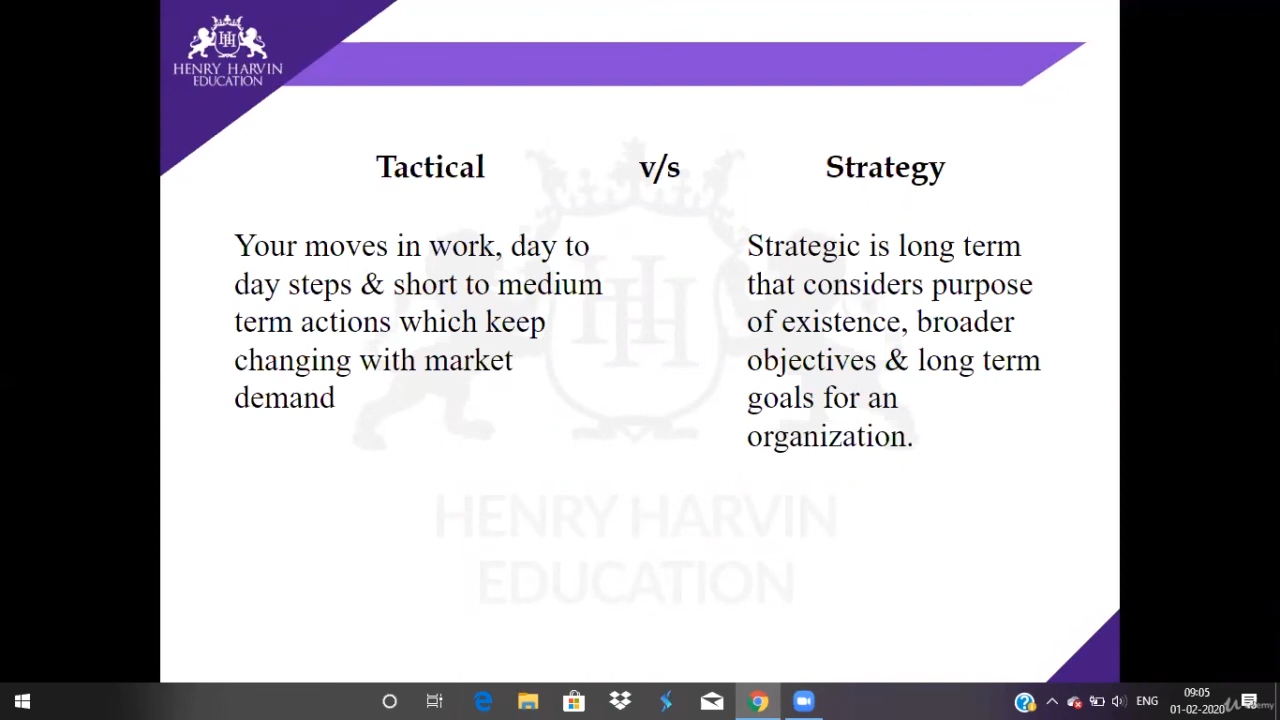 HENRY HARVIN
EDUCATION
Tactical v/s Strategy
Your moves in work, day to
day steps & short to medium
term actions which keep
changing with market
demand
Strategic is long term
that considers purpose
of existence, broader
objectives & long term
goals for an
organization.
HENRY HARVIN
EDUCATION
ENG
09:05
01-02-2020